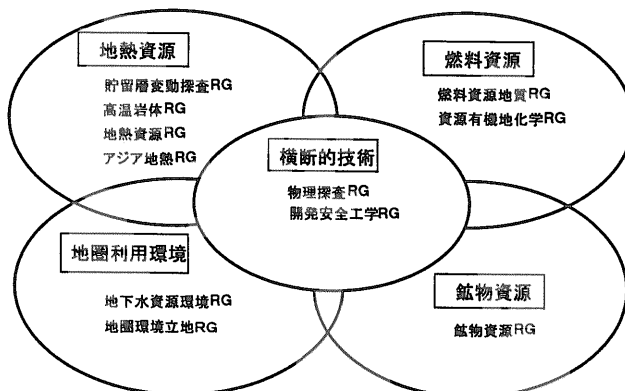 地熱資源
貯留層変動探査RG
高温岩体RG
地熱資源RG
アジア地熱RG
燃料資源
燃料資源地質RG
資源有機地化学RG
横断的技術
物理探査RG
開発安全工学RG
地圏利用環境
地下水資源環境RG
地圏環境立地RG
鉱物資源
鉱物資源RG